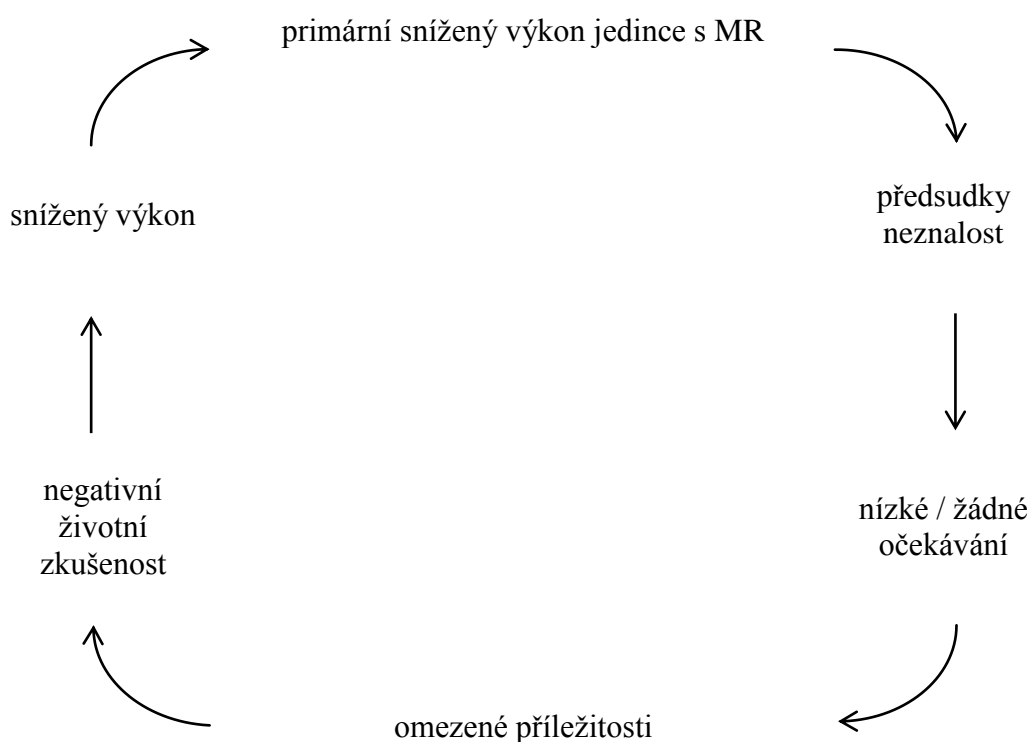 primární snížený výkon jedince s MR
předsudky
neznalost
nízké / žádné
očekávání
omezené příležitosti
negativní
životní
zkušenost
snížený výkon